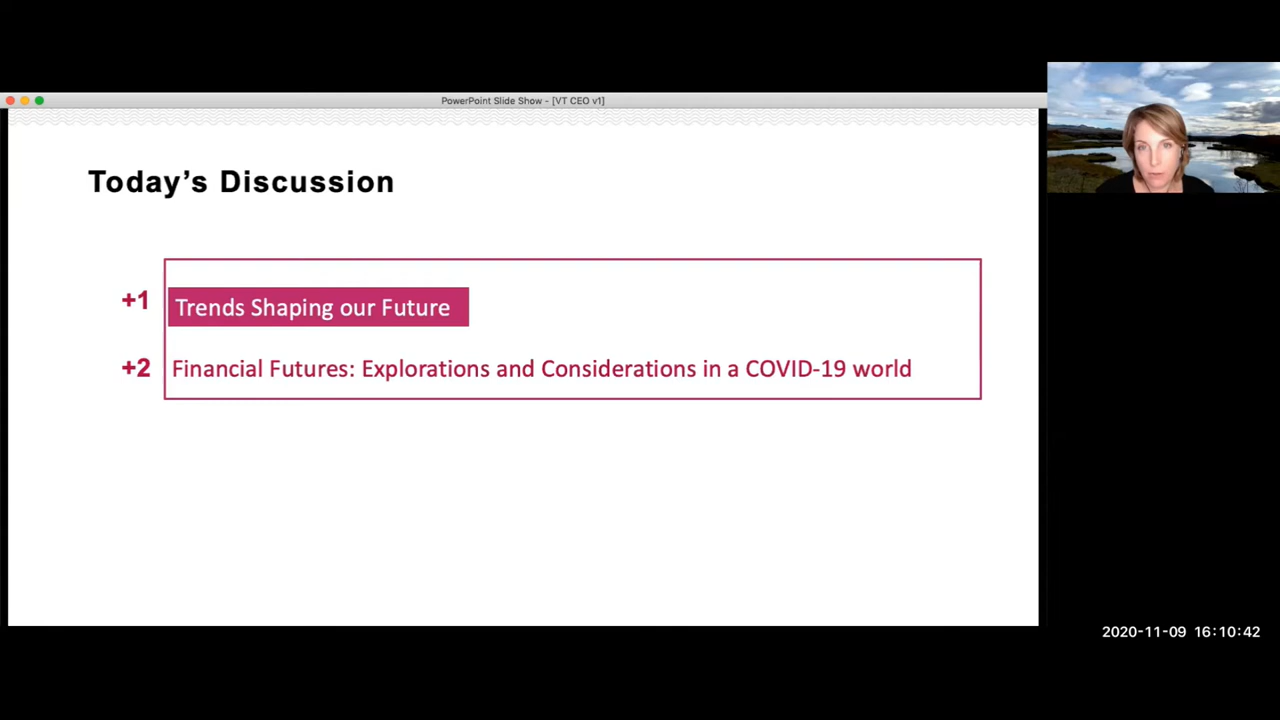 PowerPoint Slide Show - [VT CEO v1]
Today’s Discussion
+1 Trends Shaping our Future
+2 Financial Futures: Explorations and Considerations in a COVID-19 world
2020-11-09 16:10:42